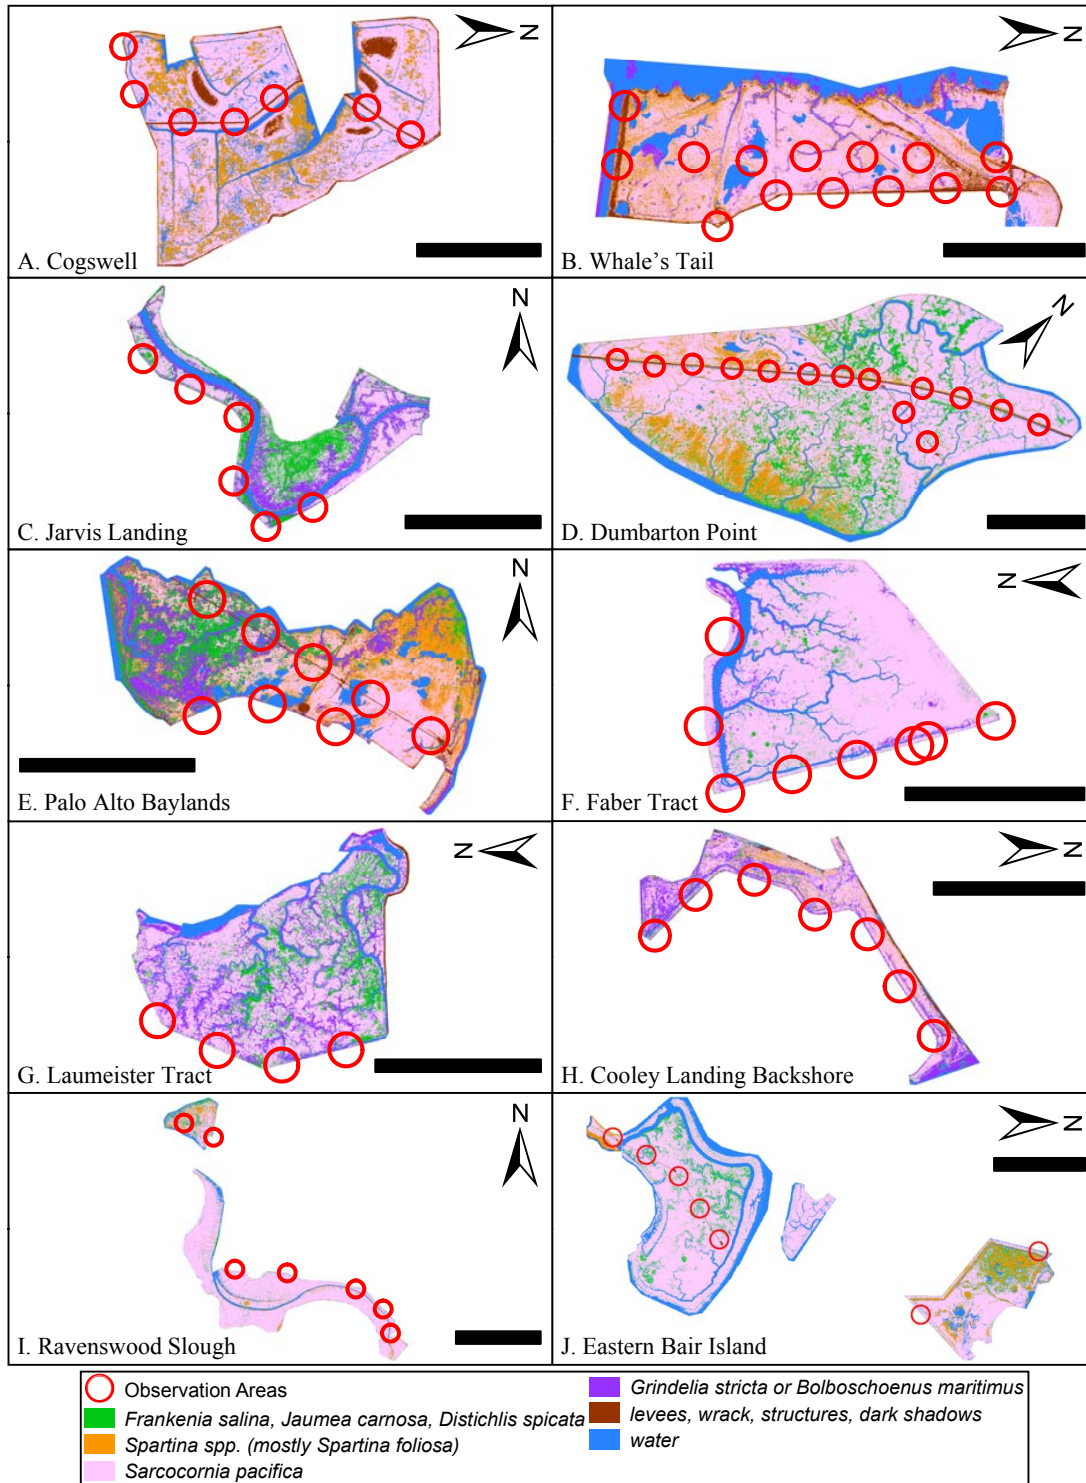 N
A. Cogswell
N
B. Whale's Tail
N
C. Jarvis Landing
N
D. Dumbarton Point
N
E. Palo Alto Baylands
N
F. Faber Tract
N
G. Laumeister Tract
N
H. Cooley Landing Backshore
N
I. Ravenswood Slough
N
J. Eastern Bair Island
Observation Areas
Frankenia salina, Jaumea carnosa, Distichlis spicata
Spartina spp. (mostly Spartina foliosa)
Sarcocornia pacifica
Grindelia stricta or Bolboschoenus maritimus
levees, wrack, structures, dark shadows
water